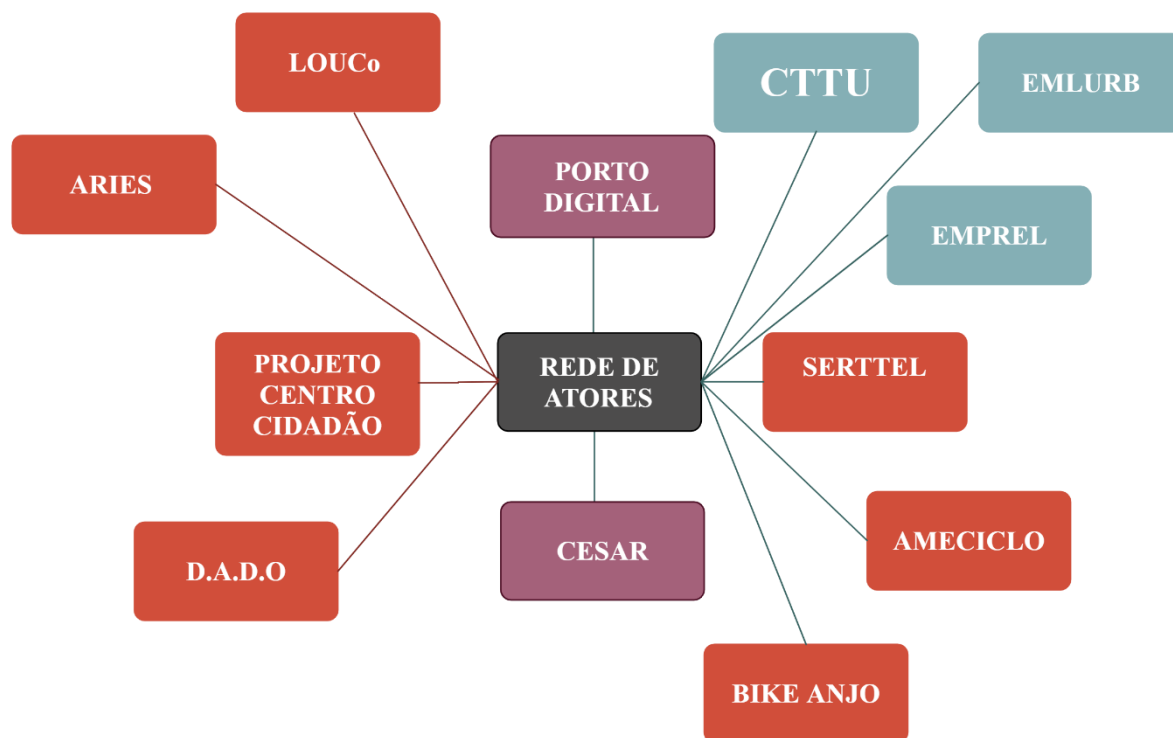 LOUCo
CTTU
EMLURB
ARIES
PORTO
DIGITAL
EMPREL
PROJETO
CENTRO
CIDADÃO
REDE DE
ATORES
SERTTEL
D.A.D.O
CESAR
AMECICLO
BIKE ANJO